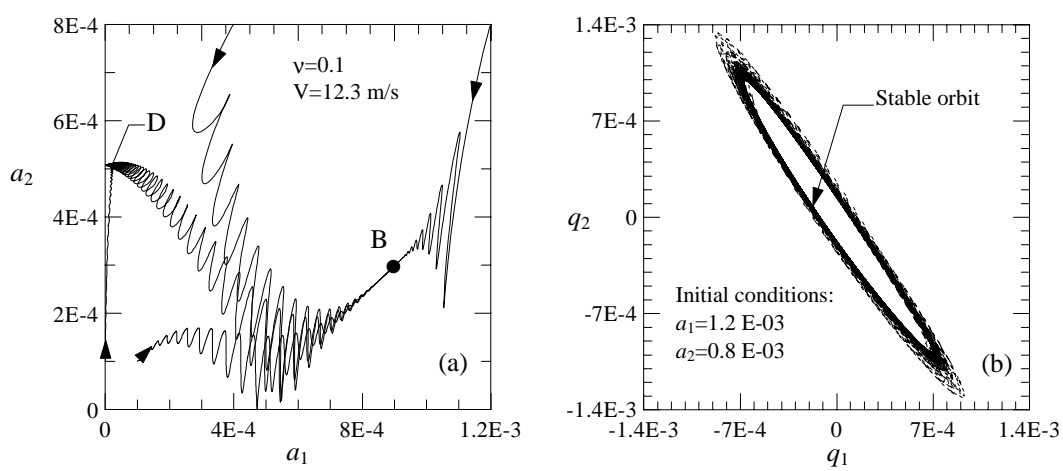 8E-4
6E-4
4E-4
2E-4
0
a2
0
4E-4
8E-4
1.2E-3
a1
ν=0.1
V=12.3 m/s
D
B
(a)
1.4E-3
7E-4
0
-7E-4
-1.4E-3
q2
-1.4E-3
-7E-4
0
7E-4
1.4E-3
q1
Stable orbit
Initial conditions:
a1=1.2 E-03
a2=0.8 E-03
(b)